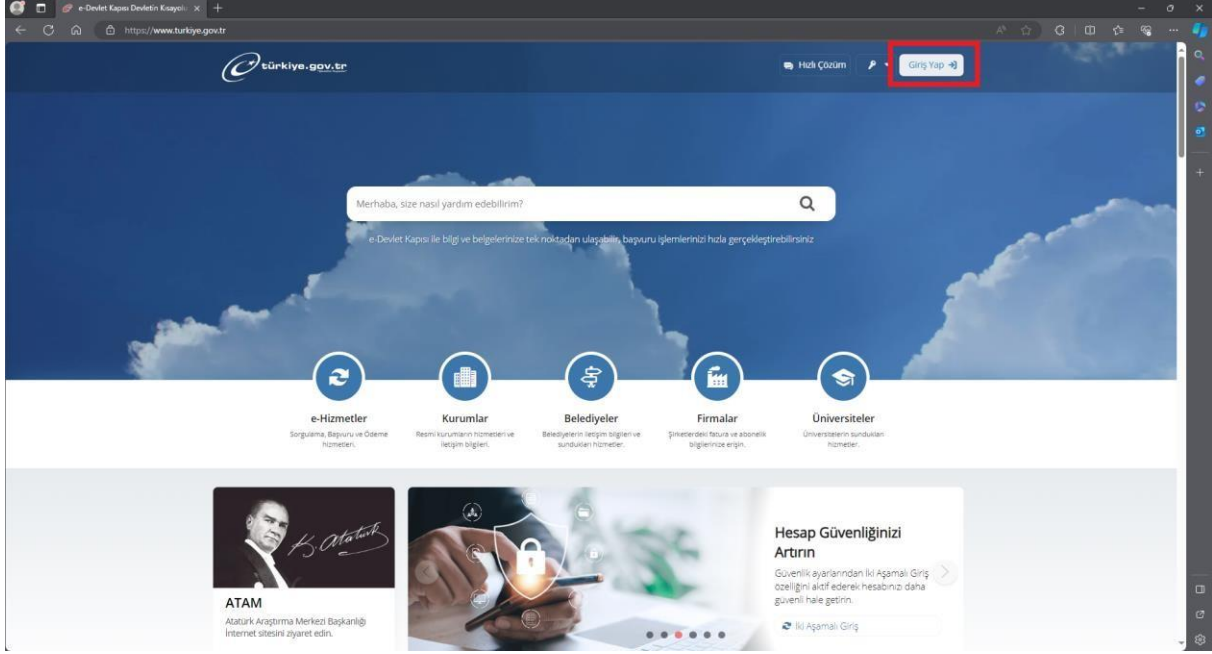 e-Devlet Kapısı Devletin Kısayolu
https://www.turkiye.gov.tr
türkiye.gov.tr
Hızlı Çözüm
Giriş Yap
Merhaba, size nasıl yardım edebilirim?
e-Devlet Kapısı ile bilgi ve belgelerinize tek noktadan ulaşabilir, başvuru işlemlerinizi hızla gerçekleştirebilirsiniz
e-Hizmetler
Sorgulama, Başvuru ve Ödeme
hizmetleri.
Kurumlar
Resmi kurumların hizmetleri ve
iletişim bilgileri.
Belediyeler
Belediyelerin iletişim bilgileri ve
sundukları hizmetler.
Firmalar
Şirketlerdeki fatura ve abonelik
bilgilerinize erişin.
Üniversiteler
Üniversitelerin sundukları
hizmetler.
K. Atatürk
ATAM
Atatürk Araştırma Merkezi Başkanlığı
İnternet sitesini ziyaret edin.
Hesap Güvenliğinizi
Artırın
Güvenlik ayarlarından İki Aşamalı Giriş
özelliğini aktif ederek hesabınızı daha
güvenli hale getirin.
İki Aşamalı Giriş